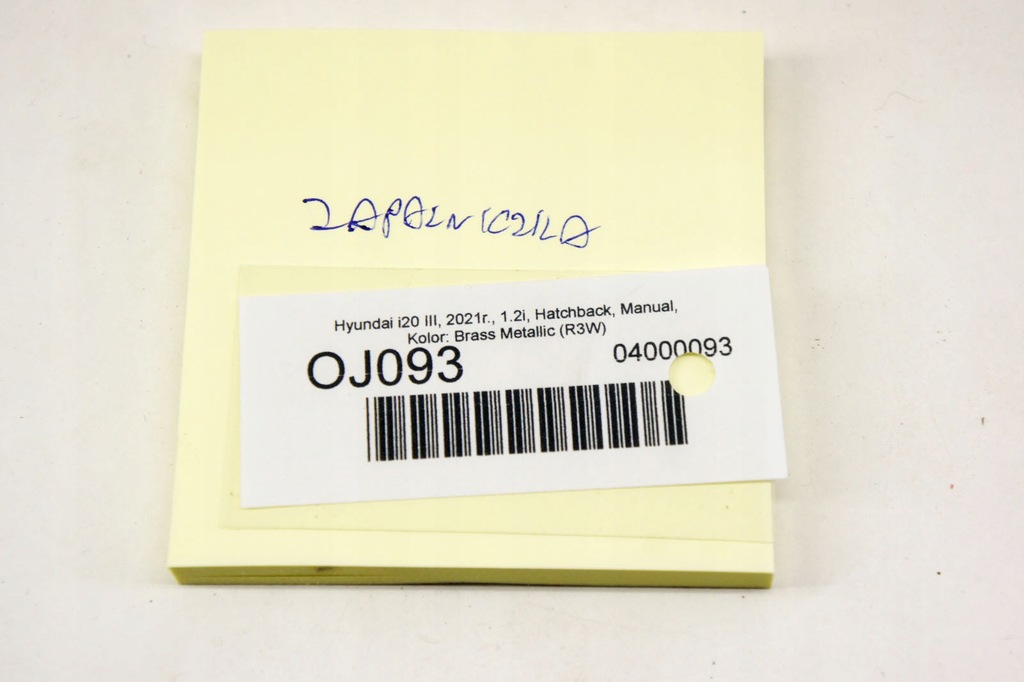 ZAPALNICZKA
Hyundai i20 III, 2021r., 1.2i, Hatchback, Manual,
Kolor: Brass Metallic (R3W)
OJ093
04000093